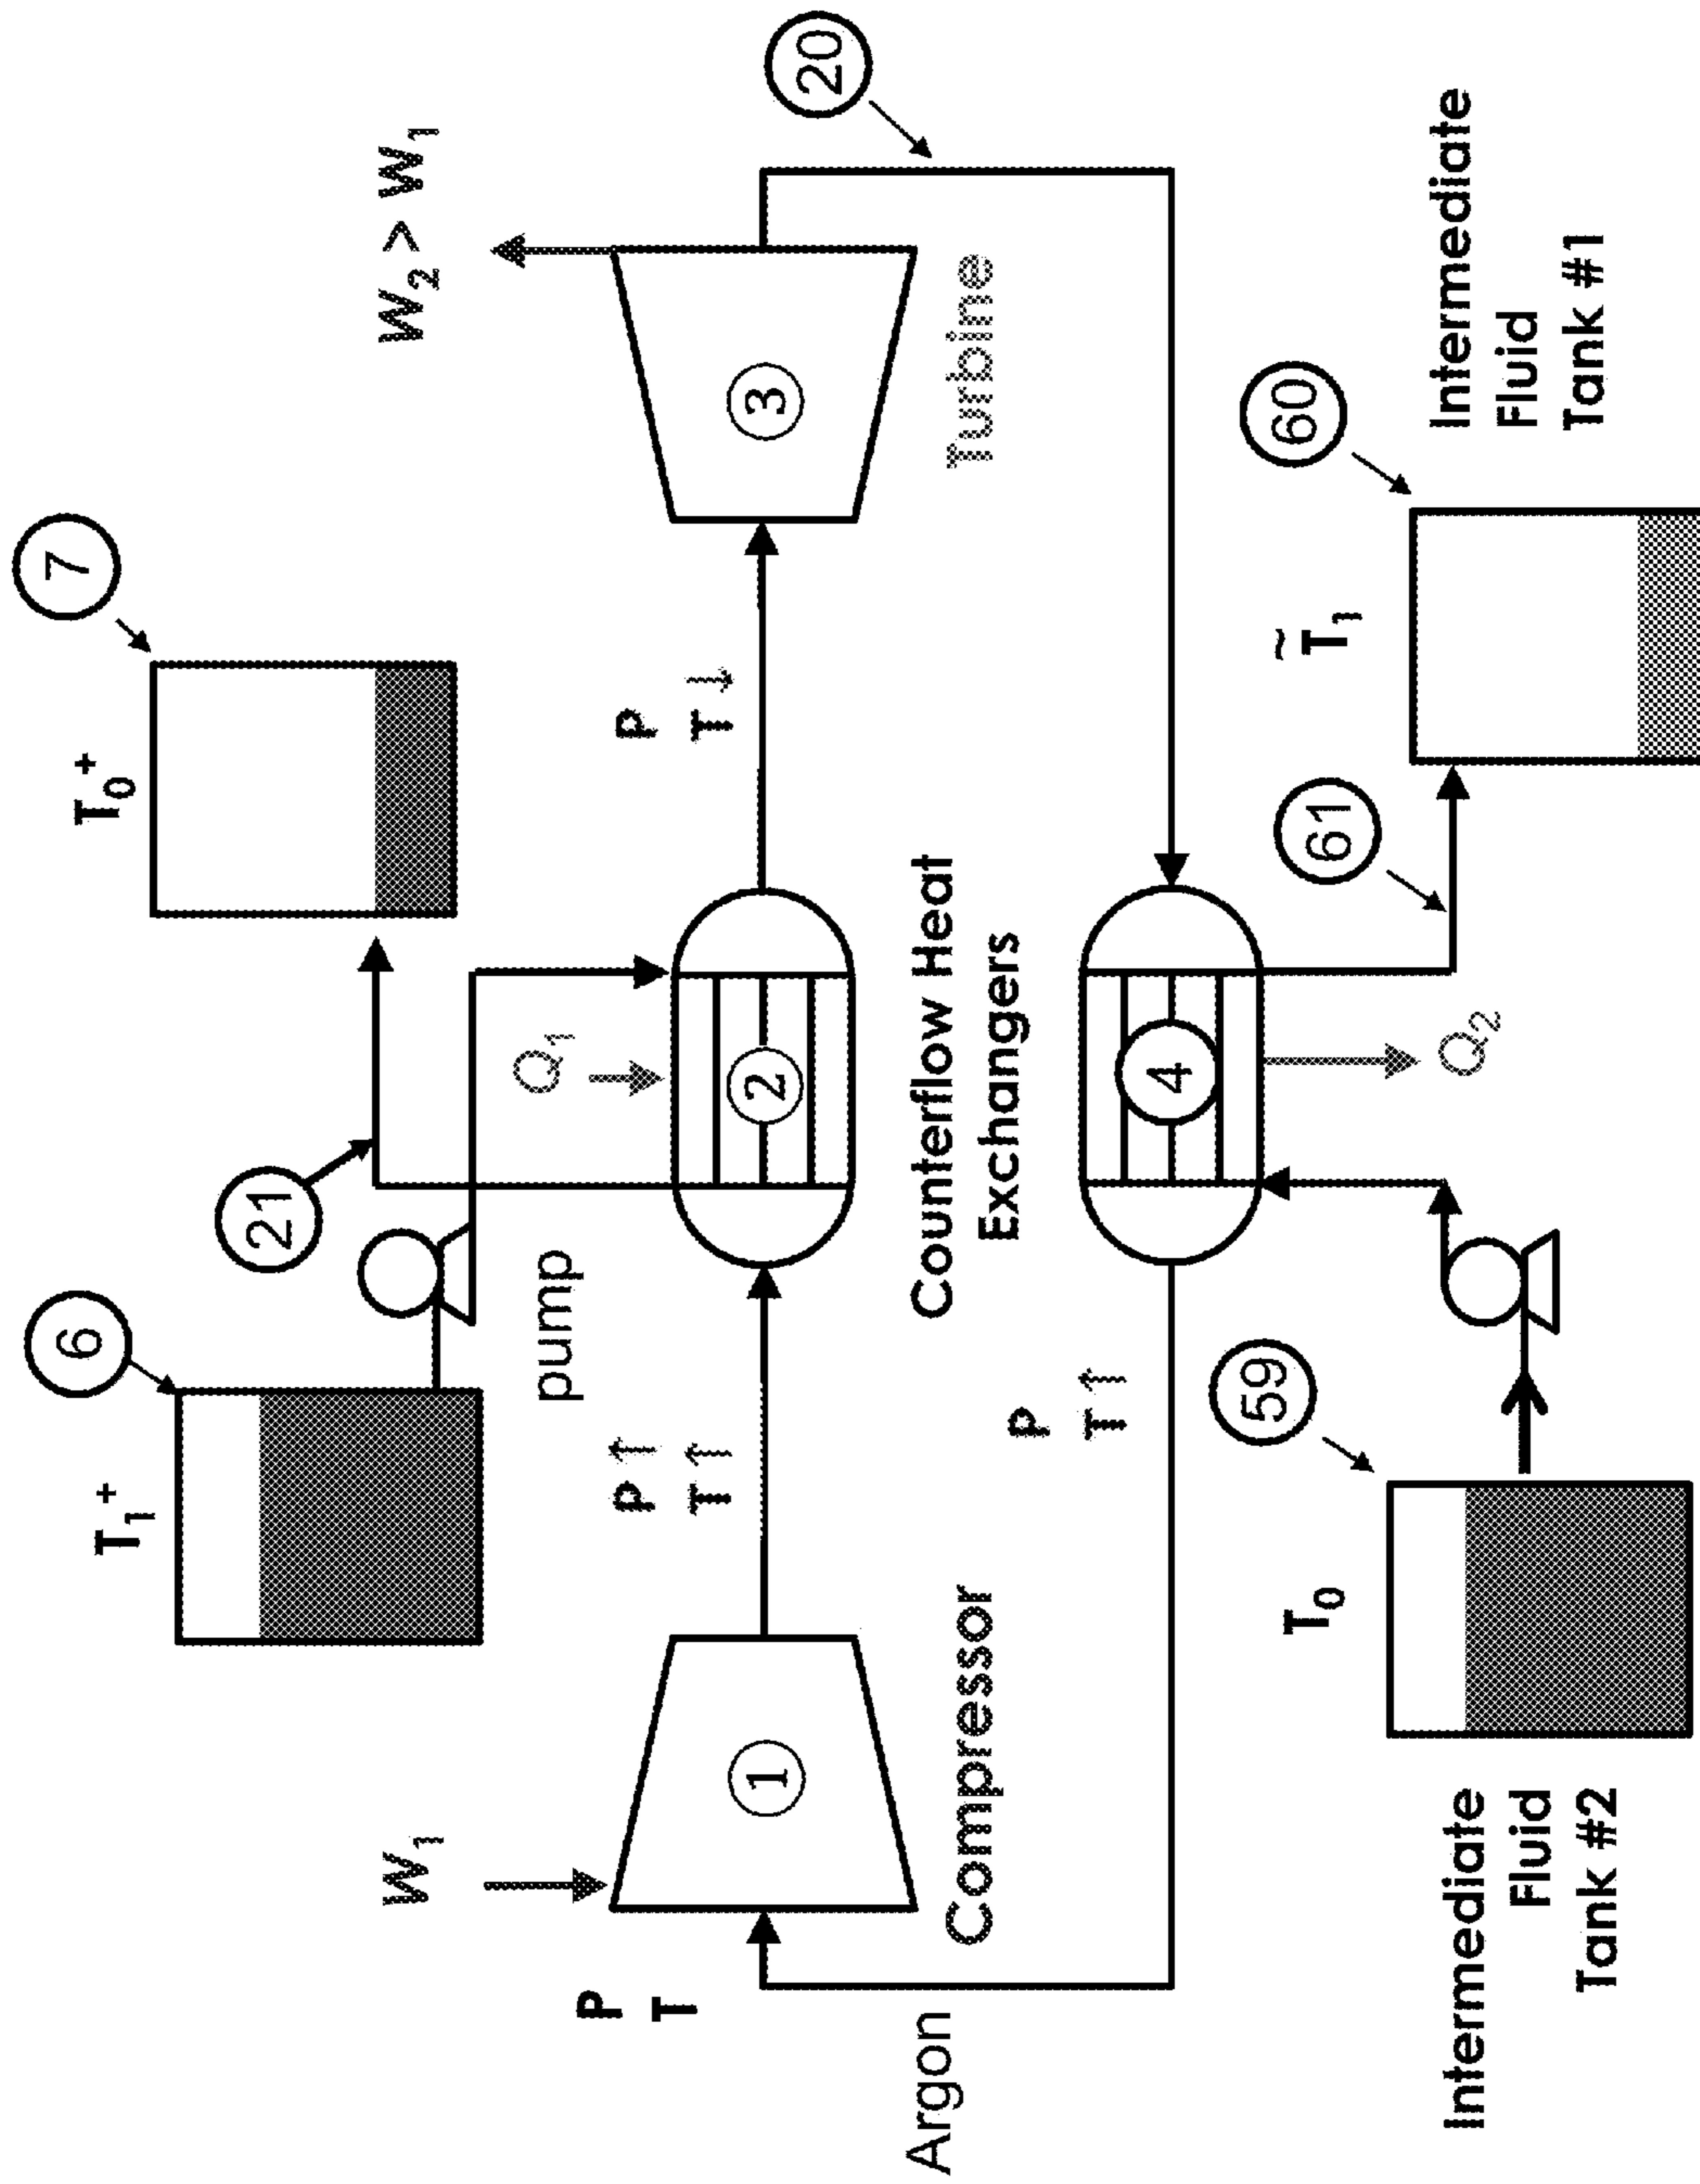 6
7
T₁⁺
T₀⁺
21
20
W₁
W₂ > W₁
pump
Q₁
P
T
P↑
T↑
P
T↓
1
2
3
Compressor
Turbine
Argon
Counterflow Heat
Exchangers
P
T↑
4
59
60
61
T₀
T̃₁
Q₂
Intermediate
Fluid
Tank #2
Intermediate
Fluid
Tank #1